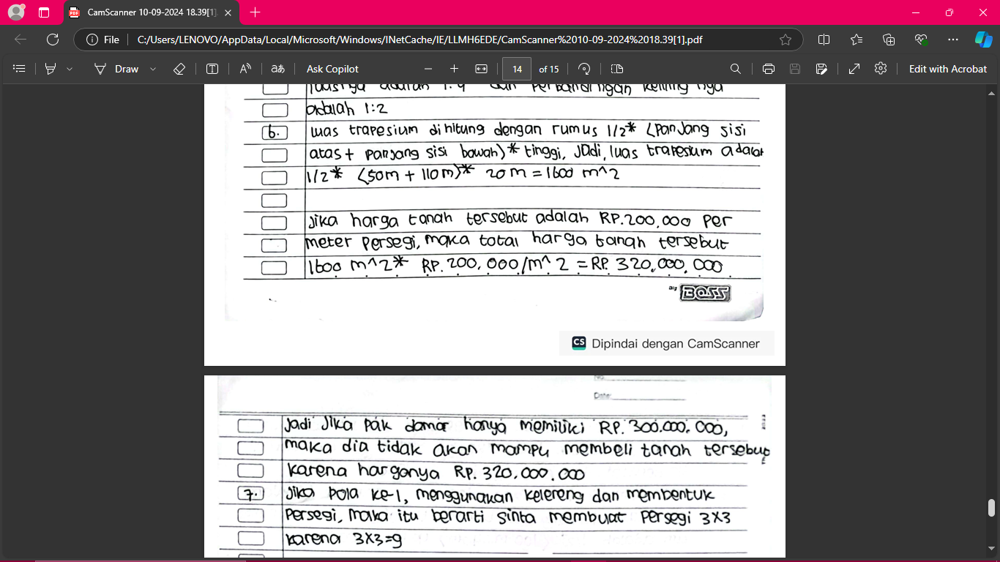 CamScanner 10-09-2024 18.39[1].
File
C:/Users/LENOVO/AppData/Local/Microsoft/Windows/INetCache/IE/LLMH6EDE/CamScanner%2010-09-2024%2018.39[1].pdf
Draw
Ask Copilot
14 of 15
Edit with Acrobat
luasnya adalah 1:4 dan Perbandingan keliling nya
adalah 1:2
6. luas trapesium di hitung dengan rumus 1/2* (panjang sisi
atas + panjang sisi bawah)* tinggi, Jadi, luas trapesium adalah
1/2* (50m + 110m)* 20 m = 1600 m^2
Jika harga tanah tersebut adalah RP.200.000 per
meter persegi, maka total harga tanah tersebut
1600 m^2* RP. 200.000/m^2 = RP. 320.000.000
BOSS
CS Dipindai dengan CamScanner
No.
Date:
Jadi Jika pak damar hanya memiliki RP. 300.000.000,
maka dia tidak akan mampu membeli tanah tersebut
karena harganya RP. 320.000.000
7. Jika pola ke-1, menggunakan kelereng dan membentuk
Persegi, maka itu berarti sinta membuat persegi 3x3
karena 3x3=9